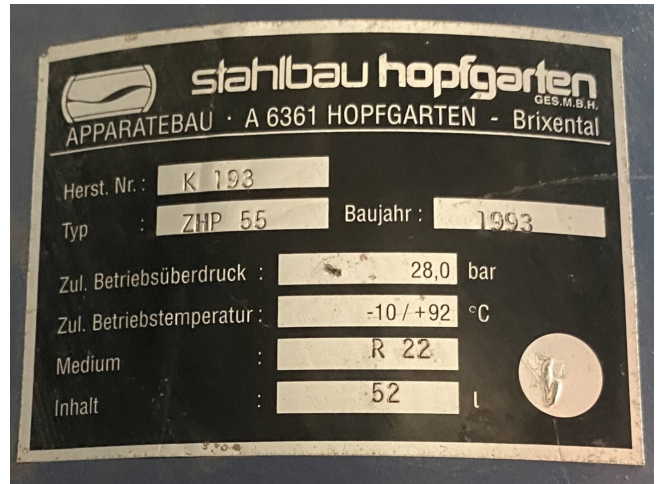 stahlbau hopfgarten
GES.M.B.H.
APPARATEBAU · A 6361 HOPFGARTEN - Brixental
Herst. Nr.: K 193
Typ : ZHP 55 Baujahr : 1993
Zul. Betriebsüberdruck : 28,0 bar
Zul. Betriebstemperatur : -10 / +92 °C
Medium : R 22
Inhalt : 52 l